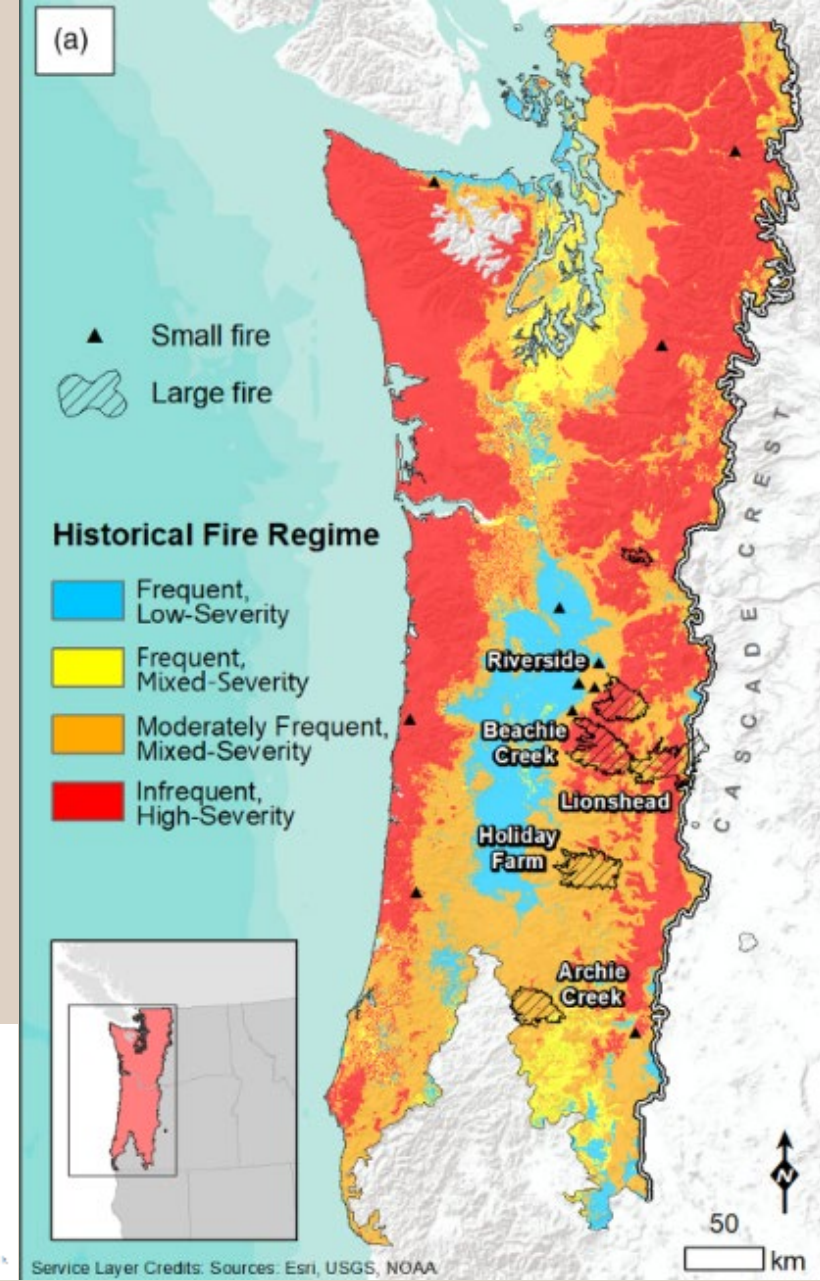 (a)
Small fire
Large fire
Historical Fire Regime
Frequent,
Low-Severity
Frequent,
Mixed-Severity
Moderately Frequent,
Mixed-Severity
Infrequent,
High-Severity
CASCADE CREST
Riverside
Beachie
Creek
Lionshead
Holiday
Farm
Archie
Creek
N
50
km
Service Layer Credits: Sources: Esri, USGS, NOAA